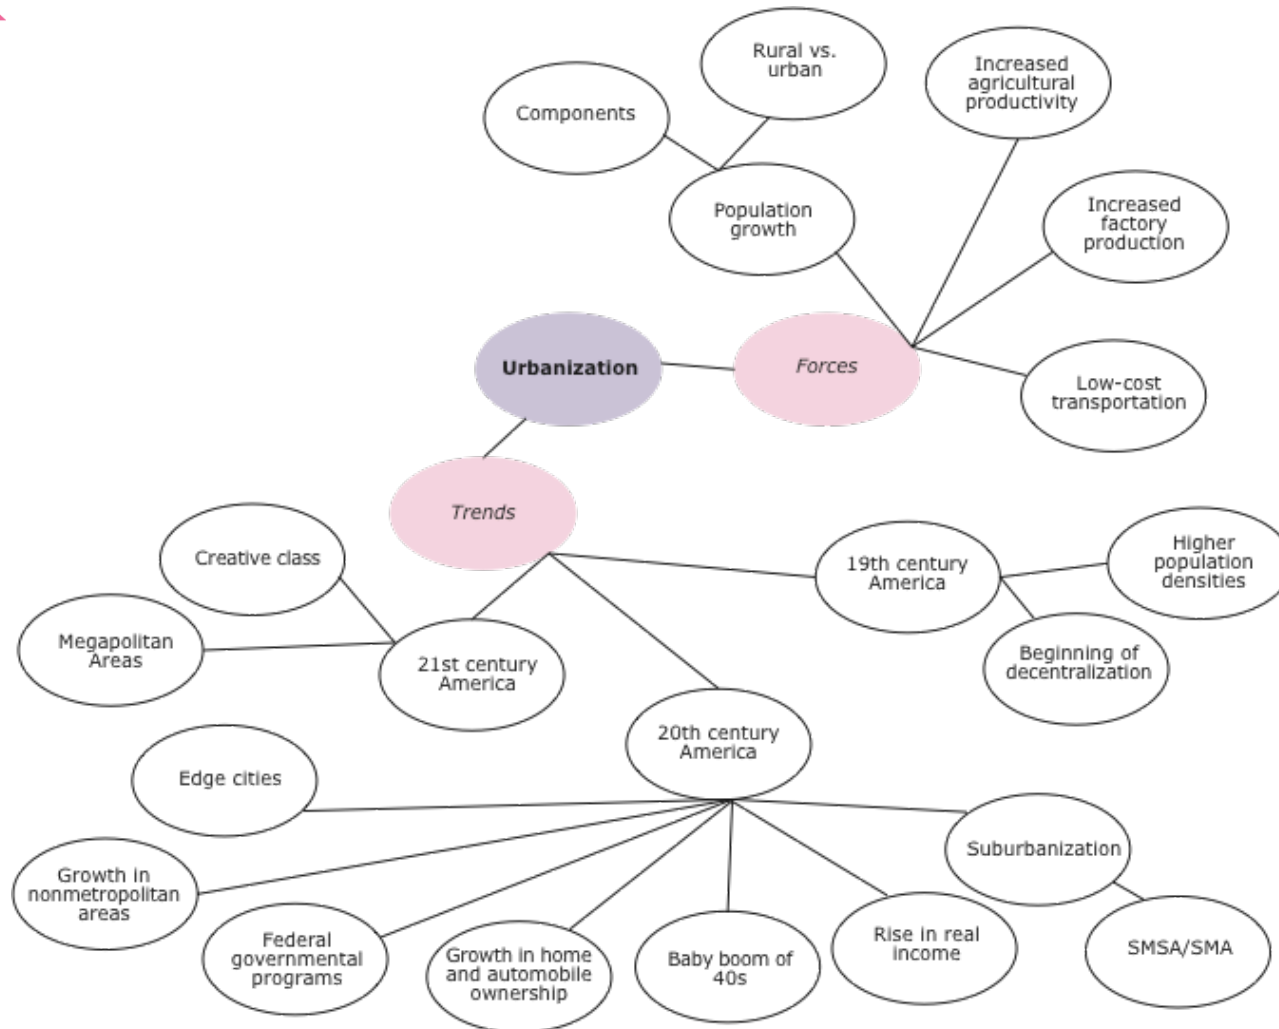 Rural vs.
urban
Components
Increased
agricultural
productivity
Population
growth
Increased
factory
production
Urbanization
Forces
Low-cost
transportation
Trends
Creative class
19th century
America
Higher
population
densities
Megapolitan
Areas
21st century
America
Beginning of
decentralization
20th century
America
Edge cities
Suburbanization
Growth in
nonmetropolitan
areas
Federal
governmental
programs
Growth in home
and automobile
ownership
Baby boom of
40s
Rise in real
income
SMSA/SMA